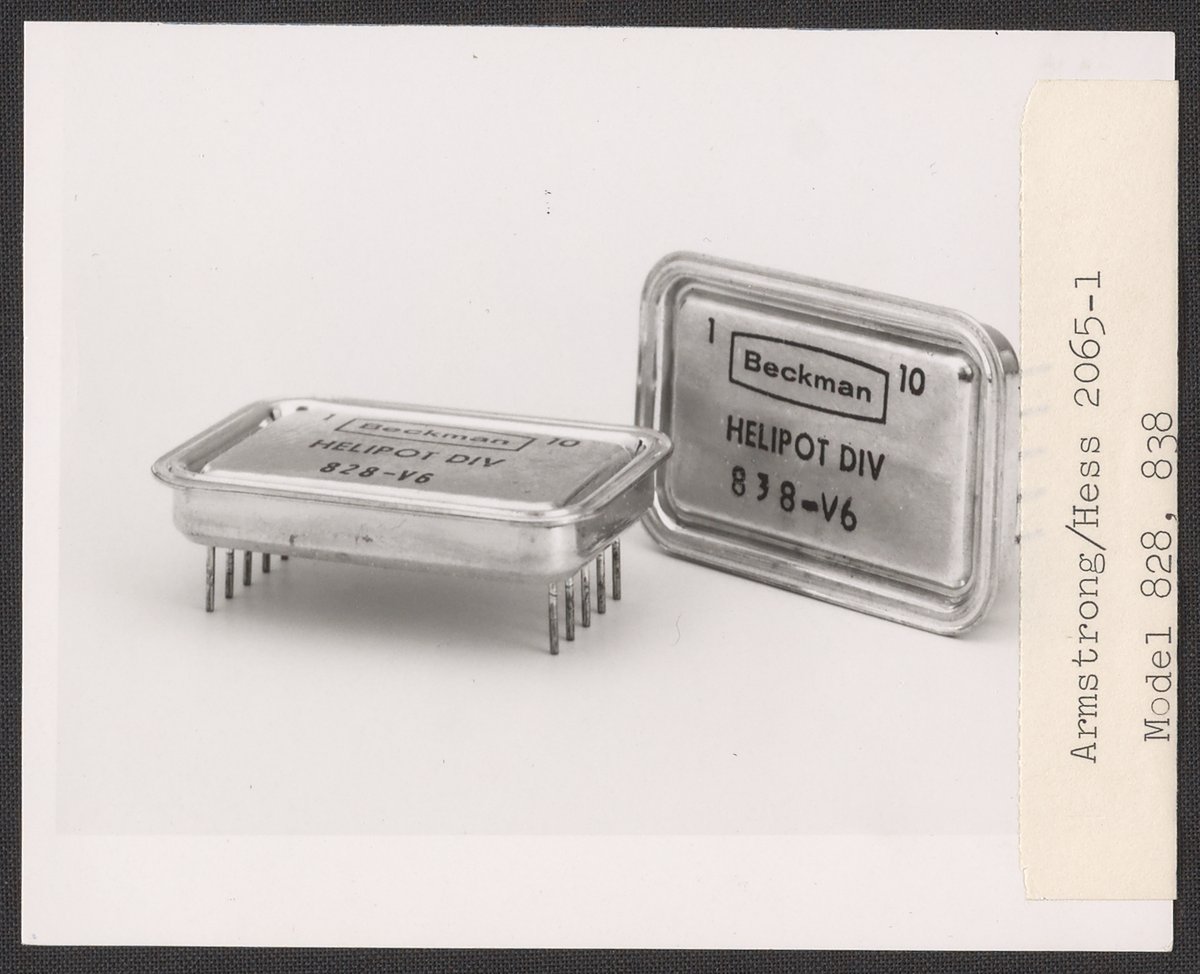 1 Beckman 10
HELIPOT DIV
828-V6
1 Beckman 10
HELIPOT DIV
838-V6
Armstrong/Hess 2065-1
Model 828, 838